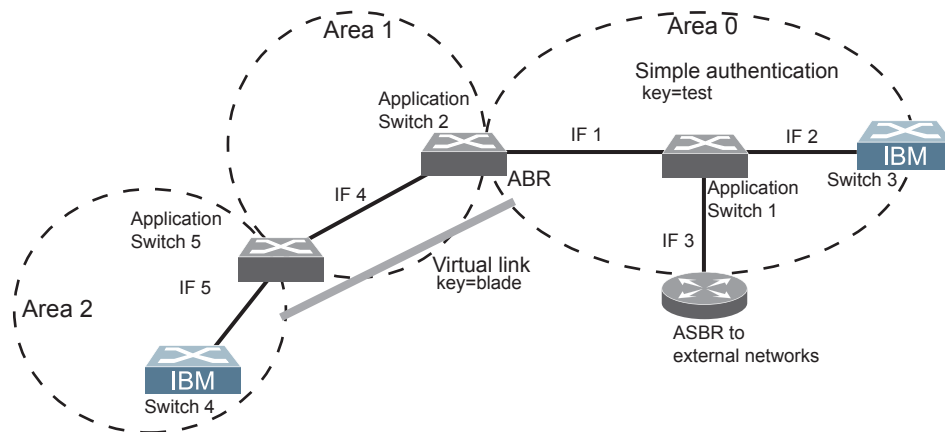 Area 1
Area 0
Simple authentication
key=test
Application
Switch 2
IF 1
IF 2
IBM
Switch 3
ABR
Application
Switch 1
IF 4
Application
Switch 5
IF 3
Virtual link
key=blade
IF 5
Area 2
ASBR to
external networks
IBM
Switch 4